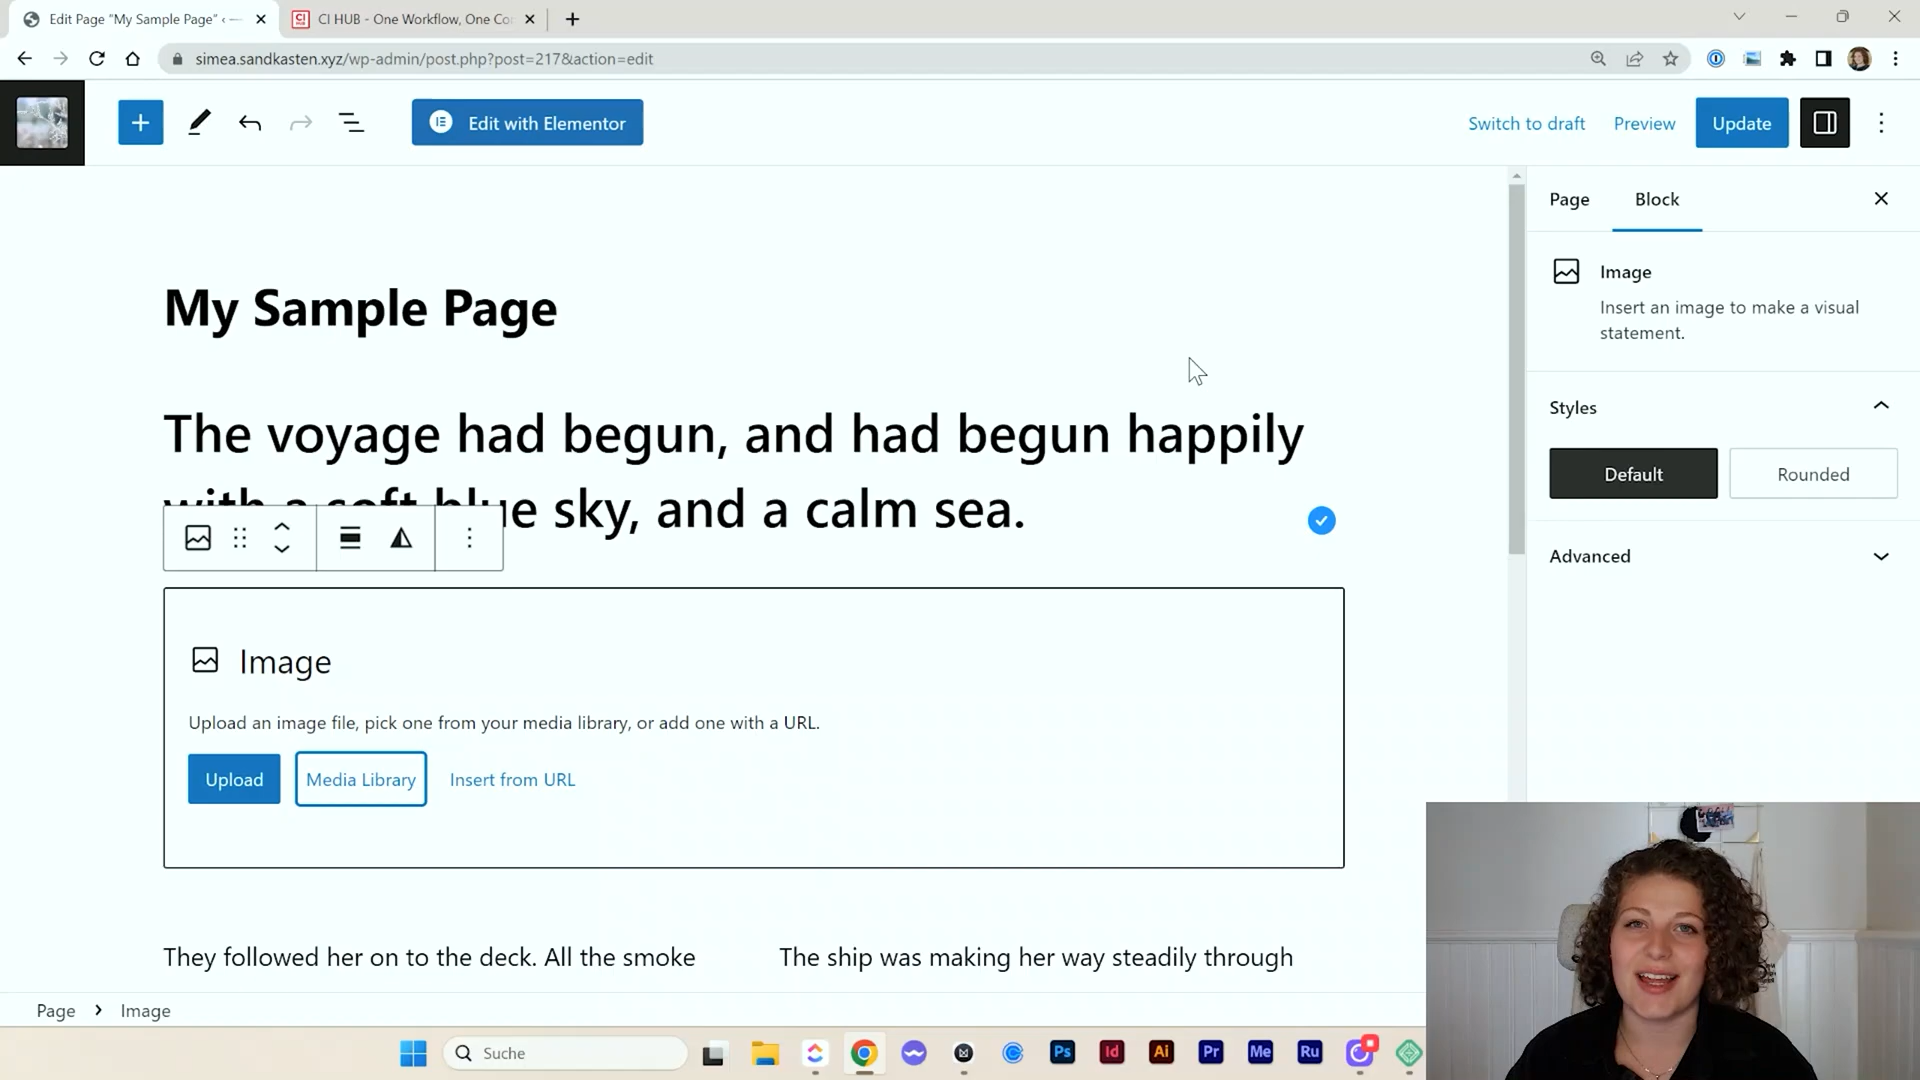 Edit Page “My Sample Page” ‹ —
CI HUB - One Workflow, One Co
simea.sandkasten.xyz/wp-admin/post.php?post=217&action=edit
Edit with Elementor
Switch to draft
Preview
Update
Page
Block
Image
Insert an image to make a visual
statement.
Styles
Default
Rounded
Advanced
My Sample Page
The voyage had begun, and had begun happily
with a soft blue sky, and a calm sea.
Image
Upload an image file, pick one from your media library, or add one with a URL.
Upload
Media Library
Insert from URL
They followed her on to the deck. All the smoke
The ship was making her way steadily through
Page
Image
Suche
Ps
Id
Ai
Pr
Me
Ru